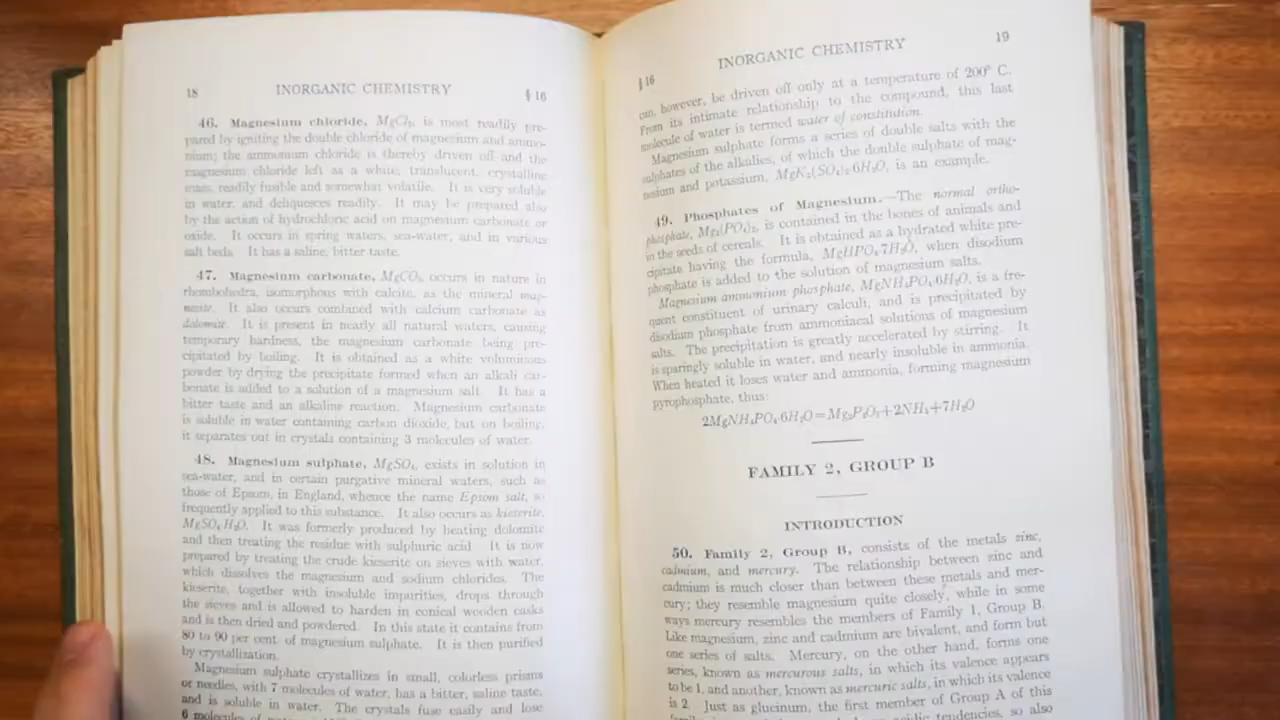 18 INORGANIC CHEMISTRY § 16
46. Magnesium chloride, MgCl₂, is most readily pre-
pared by igniting the double chloride of magnesium and ammo-
nium; the ammonium chloride is thereby driven off and the
magnesium chloride left as a white, translucent, crystalline
mass, readily fusible and somewhat volatile. It is very soluble
in water, and deliquesces readily. It may be prepared also
by the action of hydrochloric acid on magnesium carbonate or
oxide. It occurs in spring waters, sea-water, and in various
salt beds. It has a saline, bitter taste.
47. Magnesium carbonate, MgCO₃, occurs in nature in
rhombohedra, isomorphous with calcite, as the mineral mag-
nesite. It also occurs combined with calcium carbonate as
dolomite. It is present in nearly all natural waters, causing
temporary hardness, the magnesium carbonate being pre-
cipitated by boiling. It is obtained as a white voluminous
powder by drying the precipitate formed when an alkali car-
bonate is added to a solution of a magnesium salt. It has a
bitter taste and an alkaline reaction. Magnesium carbonate
is soluble in water containing carbon dioxide, but on boiling,
it separates out in crystals containing 3 molecules of water.
48. Magnesium sulphate, MgSO₄, exists in solution in
sea-water, and in certain purgative mineral waters, such as
those of Epsom, in England, whence the name Epsom salt, so
frequently applied to this substance. It also occurs as kieserite,
MgSO₄H₂O. It was formerly produced by heating dolomite
and then treating the residue with sulphuric acid It is now
prepared by treating the crude kieserite on sieves with water,
which dissolves the magnesium and sodium chlorides. The
kieserite, together with insoluble impurities, drops through
the sieves and is allowed to harden in conical wooden casks
and is then dried and powdered. In this state it contains from
80 to 90 per cent. of magnesium sulphate. It is then purified
by crystallization.
Magnesium sulphate crystallizes in small, colorless prisms
or needles, with 7 molecules of water, has a bitter, saline taste,
and is soluble in water. The crystals fuse easily and lose
6 molecules of
§ 16 INORGANIC CHEMISTRY 19
can, however, be driven off only at a temperature of 200° C.
From its intimate relationship to the compound, this last
molecule of water is termed water of constitution.
Magnesium sulphate forms a series of double salts with the
sulphates of the alkalies, of which the double sulphate of mag-
nesium and potassium, MgK₂(SO₄)₂·6H₂O, is an example.
49. Phosphates of Magnesium.—The normal ortho-
phosphate, Mg₃(PO₄)₂, is contained in the bones of animals and
in the seeds of cereals. It is obtained as a hydrated white pre-
cipitate having the formula, MgHPO₄·7H₂O, when disodium
phosphate is added to the solution of magnesium salts.
Magnesium ammonium phosphate, MgNH₄PO₄·6H₂O, is a fre-
quent constituent of urinary calculi, and is precipitated by
disodium phosphate from ammoniacal solutions of magnesium
salts. The precipitation is greatly accelerated by stirring. It
is sparingly soluble in water, and nearly insoluble in ammonia.
When heated it loses water and ammonia, forming magnesium
pyrophosphate, thus:
2MgNH₄PO₄·6H₂O=Mg₂P₂O₇+2NH₃+7H₂O
FAMILY 2, GROUP B
INTRODUCTION
50. Family 2, Group B, consists of the metals zinc,
cadmium, and mercury. The relationship between zinc and
cadmium is much closer than between these metals and mer-
cury; they resemble magnesium quite closely, while in some
ways mercury resembles the members of Family 1, Group B.
Like magnesium, zinc and cadmium are bivalent, and form but
one series of salts. Mercury, on the other hand, forms one
series, known as mercurous salts, in which its valence appears
to be 1, and another, known as mercuric salts, in which its valence
is 2. Just as glucinum, the first member of Group A of this
acidic tendencies, so also